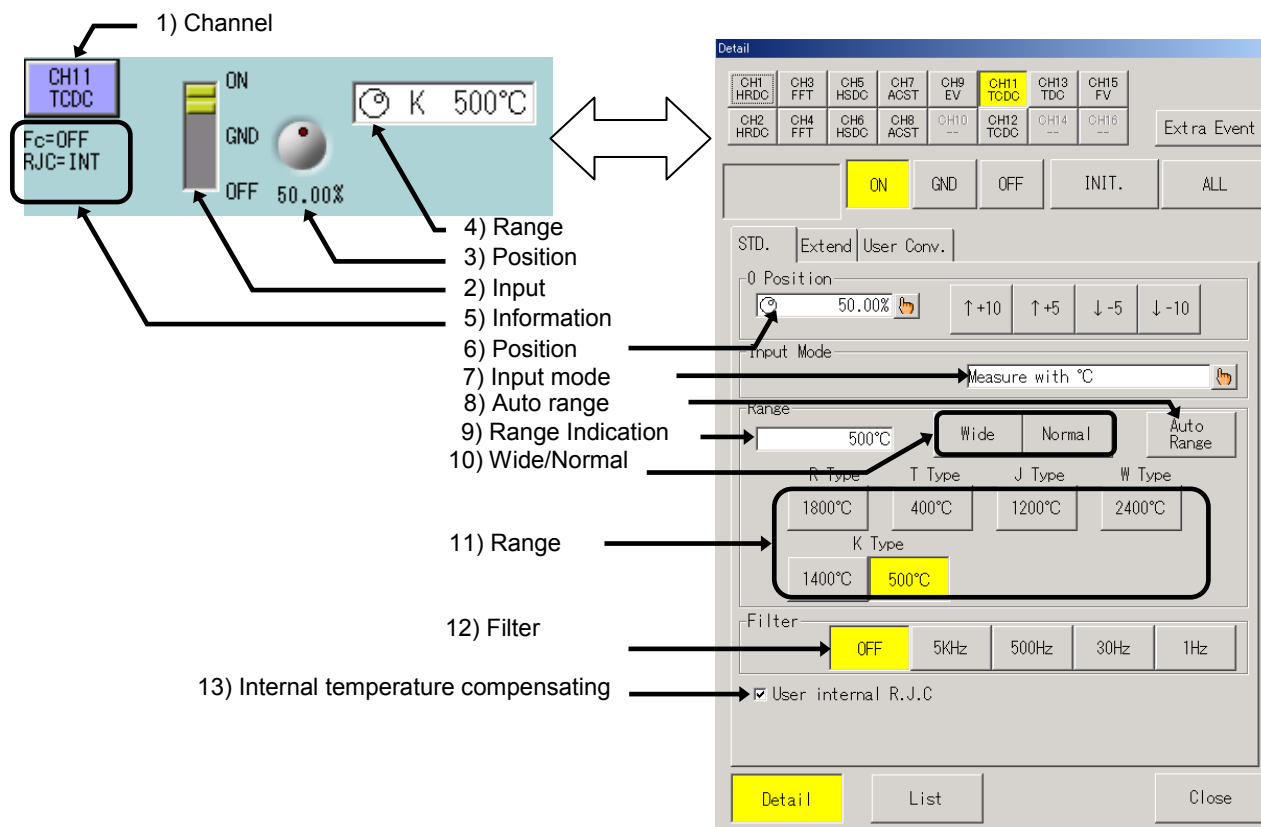 1) Channel
CH11
TCDC
Fc=OFF
RJC=INT
ON
GND
OFF
50.00%
K 500°C
4) Range
3) Position
2) Input
5) Information
6) Position
7) Input mode
8) Auto range
9) Range Indication
10) Wide/Normal
11) Range
12) Filter
13) Internal temperature compensating
Detail
CH1 CH3 CH5 CH7 CH9 CH11 CH13 CH15
HRDC FFT HSDC ACST EV TCDC TDC FV
CH2 CH4 CH6 CH8 CH10 CH12 CH14 CH16
HRDC FFT HSDC ACST -- TCDC -- --
Extra Event
ON GND OFF INIT. ALL
STD. Extend User Conv.
0 Position
50.00% ↑+10 ↑+5 ↓-5 ↓-10
Input Mode
Measure with °C
Range
500°C Wide Normal Auto
Range
R Type T Type J Type W Type
1800°C 400°C 1200°C 2400°C
K Type
1400°C 500°C
Filter
OFF 5KHz 500Hz 30Hz 1Hz
User internal R.J.C
Detail List Close